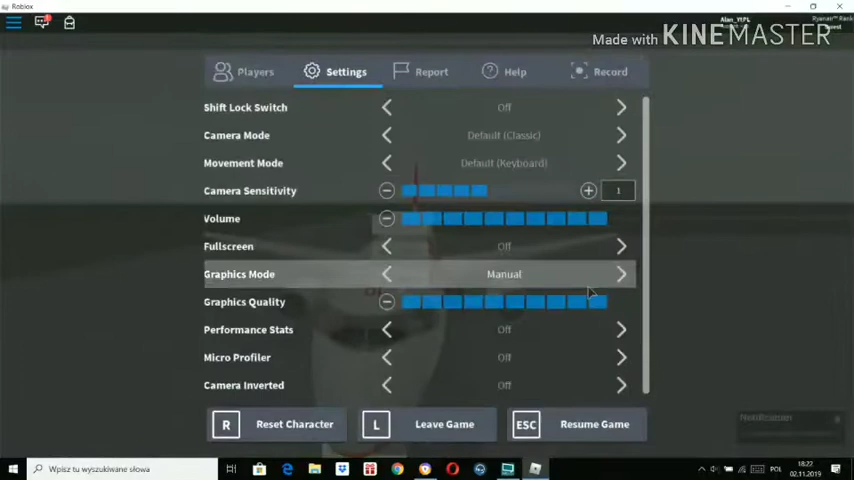 Roblox
Alan_YtPL
Made with KINEMASTER
Players Settings Report Help Record
Shift Lock Switch Off
Camera Mode Default (Classic)
Movement Mode Default (Keyboard)
Camera Sensitivity 1
Volume
Fullscreen Off
Graphics Mode Manual
Graphics Quality
Performance Stats Off
Micro Profiler Off
Camera Inverted Off
R Reset Character L Leave Game ESC Resume Game
Wpisz tu wyszukiwane słowa
POL
18:22
02.11.2019